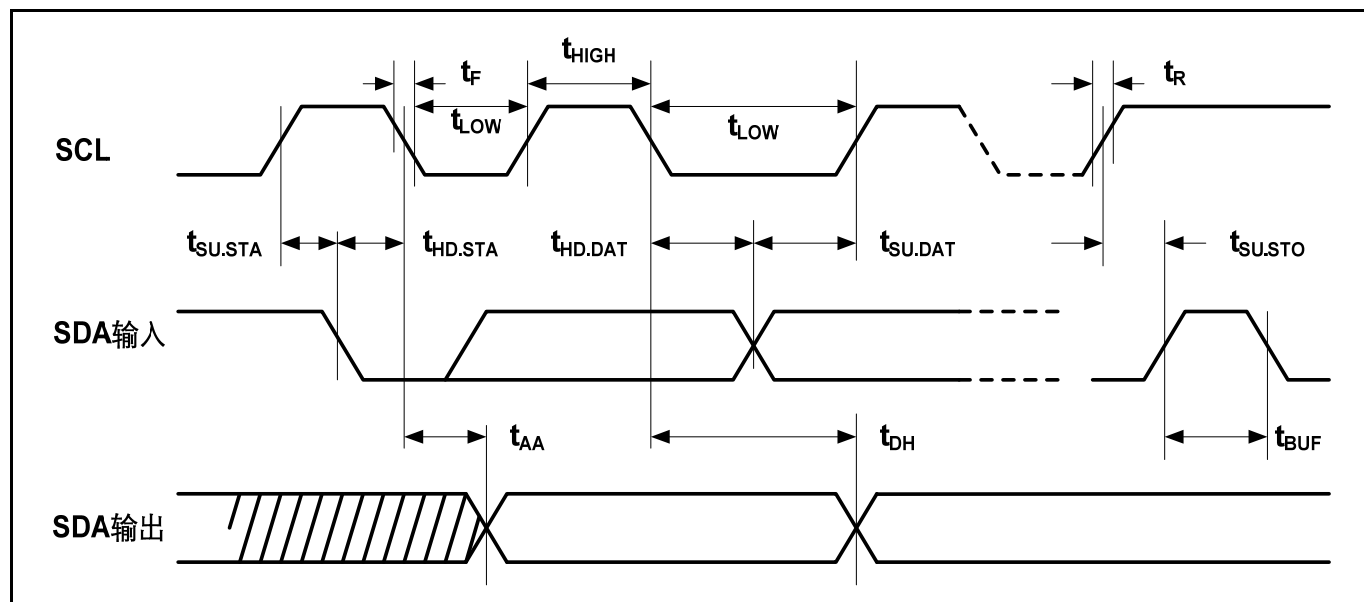 tF
tHIGH
tR
tLOW
tLOW
SCL
tSU.STA
tHD.STA
tHD.DAT
tSU.DAT
tSU.STO
SDA输入
tAA
tDH
tBUF
SDA输出